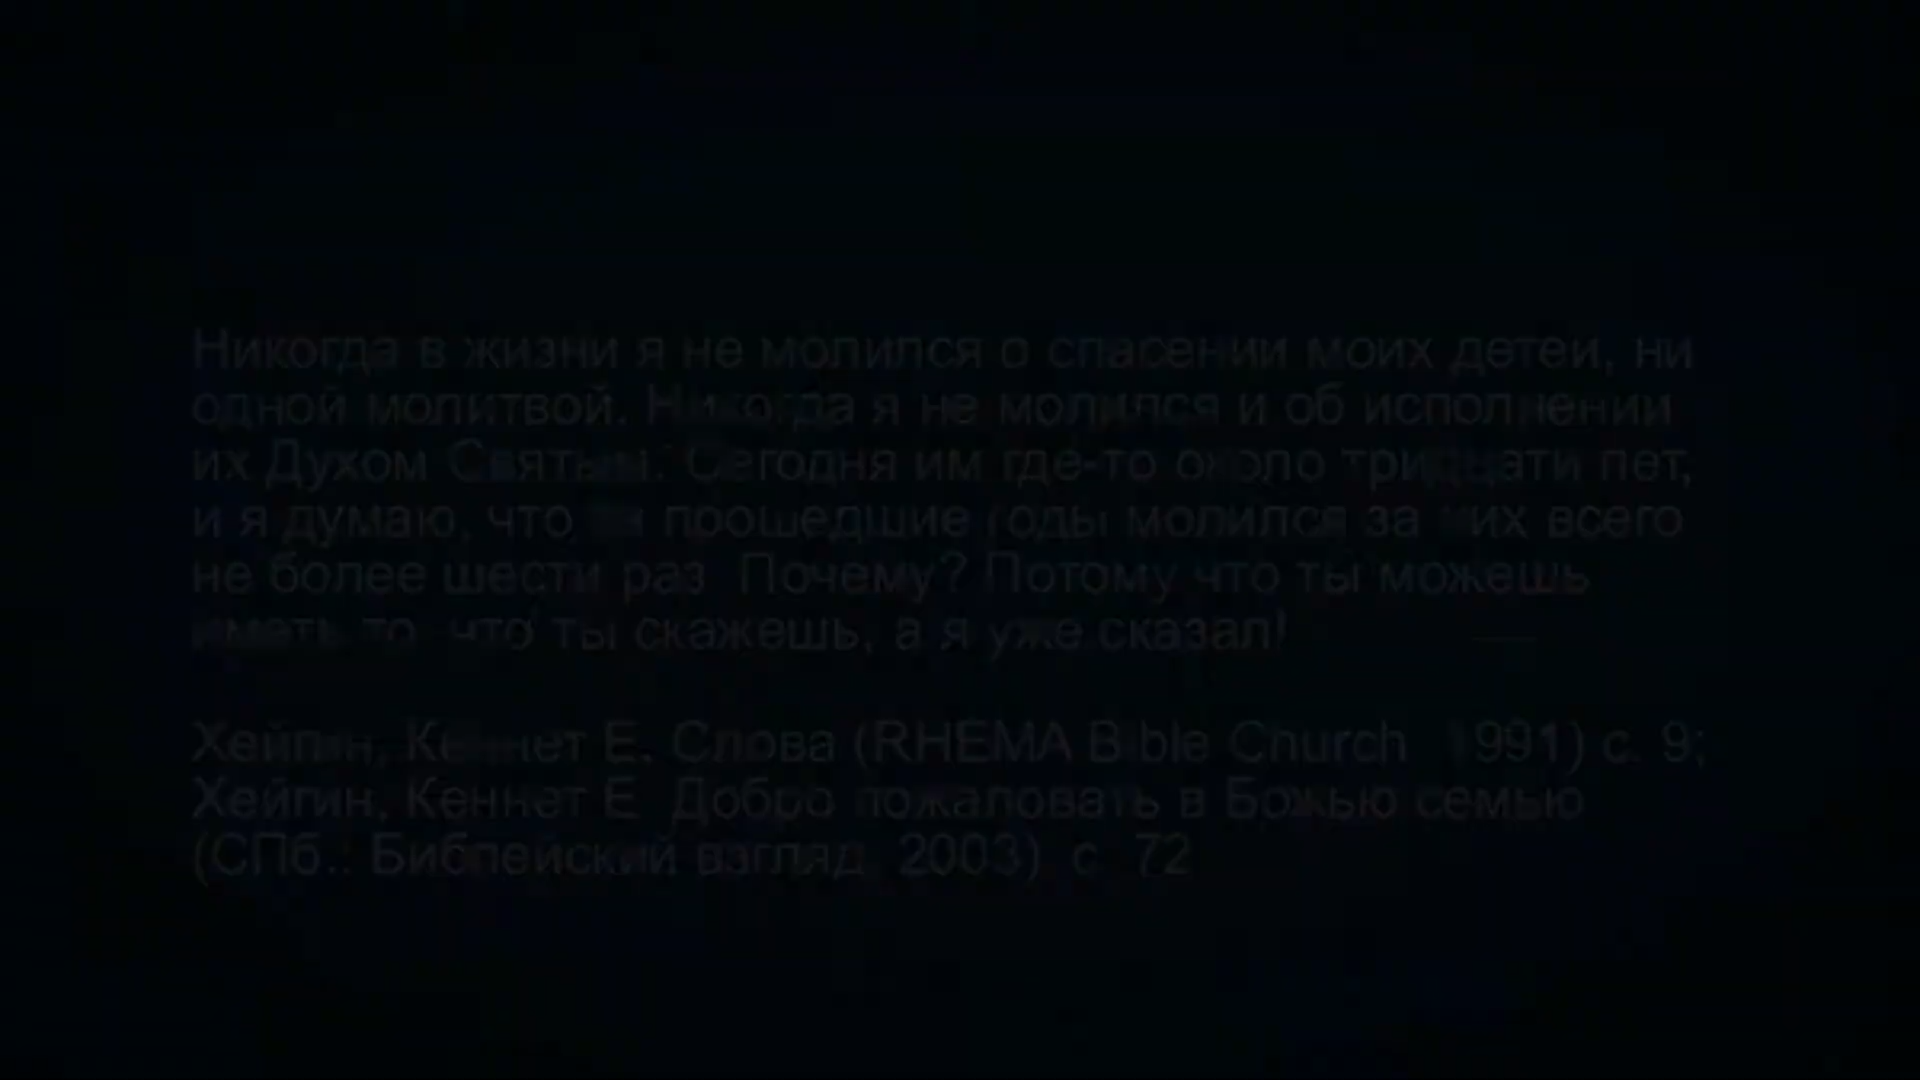 Никогда в жизни я не молился о спасении моих детей, ни
одной молитвой. Никогда я не молился и об исполнении
их Духом Святым. Сегодня им где-то около тридцати лет,
и я думаю, что за прошедшие годы молился за них всего
не более шести раз. Почему? Потому что ты можешь
иметь то, что ты скажешь, а я уже сказал!
Хейгин, Кеннет Е. Слова (RHEMA Bible Church, 1991) с. 9;
Хейгин, Кеннет Е. Добро пожаловать в Божью семью
(СПб.: Библейский взгляд, 2003) с. 72